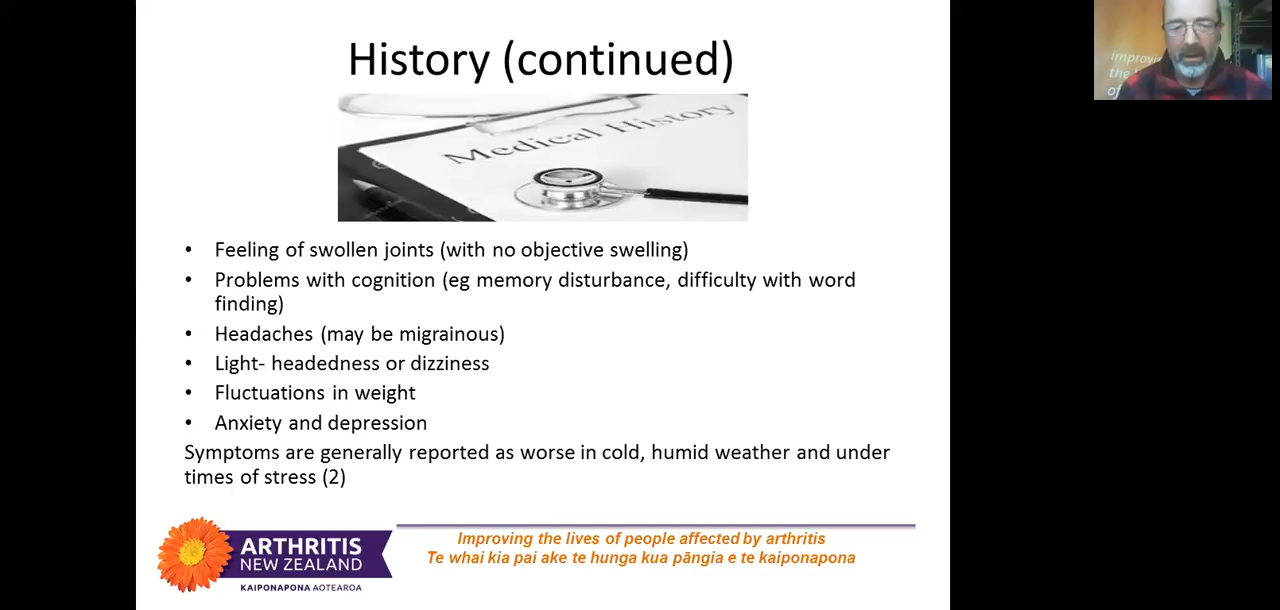 History (continued)
Medical History
• Feeling of swollen joints (with no objective swelling)
• Problems with cognition (eg memory disturbance, difficulty with word
finding)
• Headaches (may be migrainous)
• Light- headedness or dizziness
• Fluctuations in weight
• Anxiety and depression
Symptoms are generally reported as worse in cold, humid weather and under
times of stress (2)
ARTHRITIS
NEW ZEALAND
KAIPONAPONA AOTEAROA
Improving the lives of people affected by arthritis
Te whai kia pai ake te hunga kua pāngia e te kaiponapona
improvi
the
of